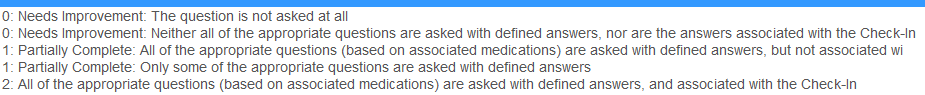 0: Needs Improvement: The question is not asked at all
0: Needs Improvement: Neither all of the appropriate questions are asked with defined answers, nor are the answers associated with the Check-In
1: Partially Complete: All of the appropriate questions (based on associated medications) are asked with defined answers, but not associated wi
1: Partially Complete: Only some of the appropriate questions are asked with defined answers
2: All of the appropriate questions (based on associated medications) are asked with defined answers, and associated with the Check-In